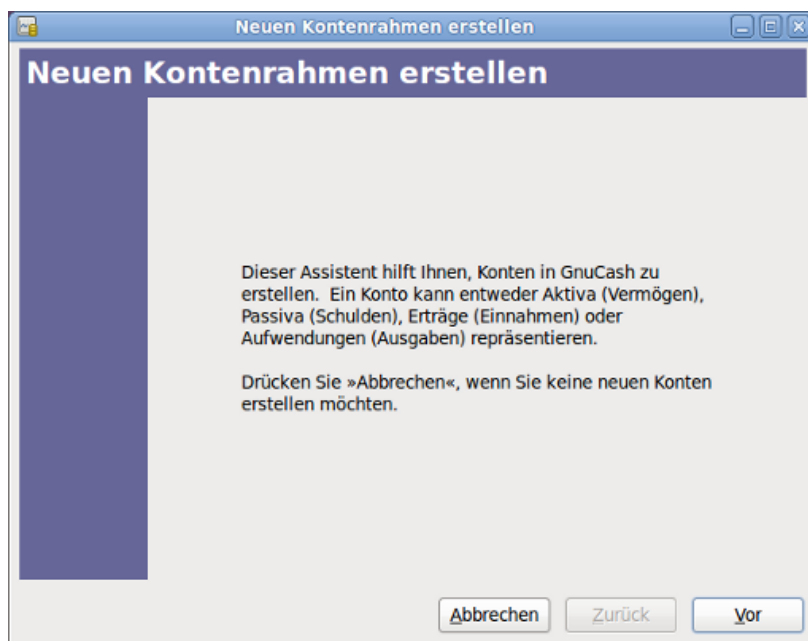 Neuen Kontenrahmen erstellen
Neuen Kontenrahmen erstellen
Dieser Assistent hilft Ihnen, Konten in GnuCash zu
erstellen.  Ein Konto kann entweder Aktiva (Vermögen),
Passiva (Schulden), Erträge (Einnahmen) oder
Aufwendungen (Ausgaben) repräsentieren.
Drücken Sie »Abbrechen«, wenn Sie keine neuen Konten
erstellen möchten.
Abbrechen Zurück Vor